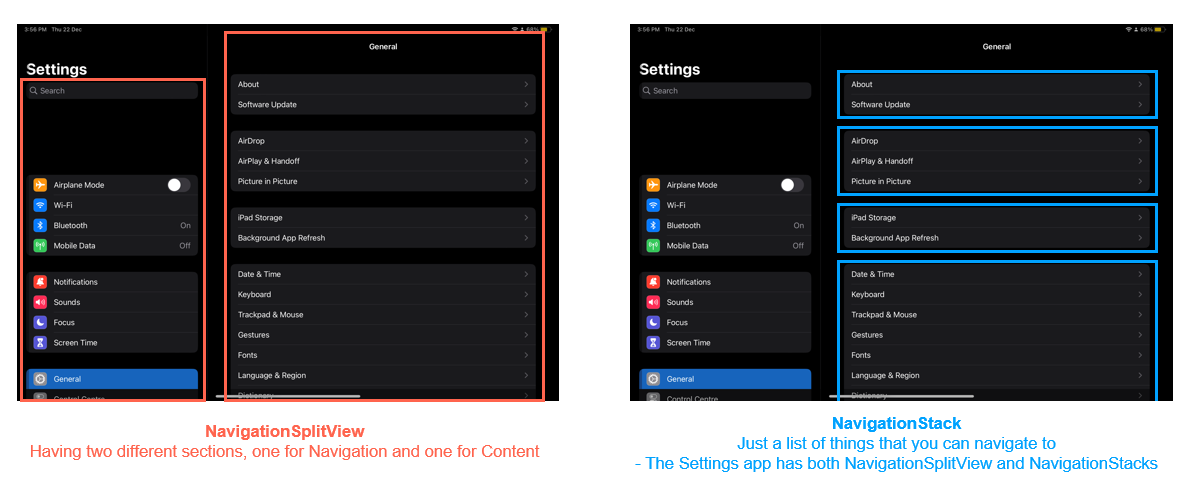 3:56 PM Thu 22 Dec
68%
Settings
Search
Airplane Mode
Wi-Fi
Bluetooth On
Mobile Data Off
Notifications
Sounds
Focus
Screen Time
General
Control Centre
General
About
Software Update
AirDrop
AirPlay & Handoff
Picture in Picture
iPad Storage
Background App Refresh
Date & Time
Keyboard
Trackpad & Mouse
Gestures
Fonts
Language & Region
Dictionary
NavigationSplitView
Having two different sections, one for Navigation and one for Content
3:56 PM Thu 22 Dec
68%
Settings
Search
Airplane Mode
Wi-Fi
Bluetooth On
Mobile Data Off
Notifications
Sounds
Focus
Screen Time
General
Control Centre
General
About
Software Update
AirDrop
AirPlay & Handoff
Picture in Picture
iPad Storage
Background App Refresh
Date & Time
Keyboard
Trackpad & Mouse
Gestures
Fonts
Language & Region
Dictionary
NavigationStack
Just a list of things that you can navigate to
- The Settings app has both NavigationSplitView and NavigationStacks